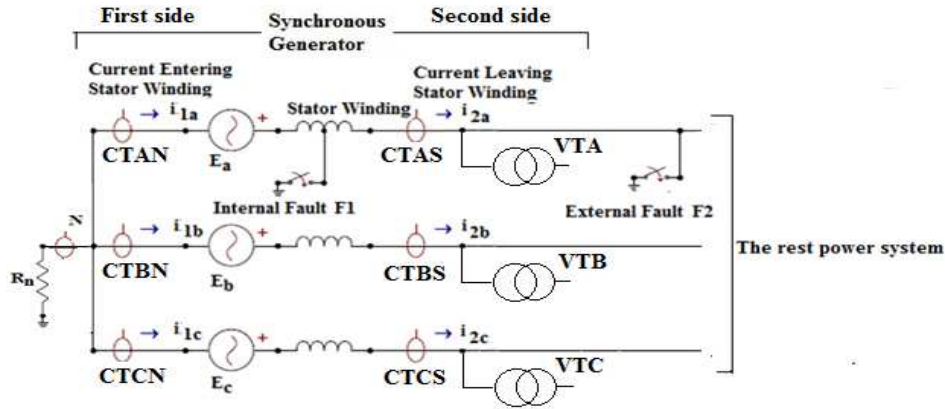 First side
Synchronous
Generator
Second side
Current Entering
Stator Winding
Current Leaving
Stator Winding
i1a
Stator Winding
i2a
CTAN
Ea
CTAS
VTA
Internal Fault F1
External Fault F2
N
i1b
i2b
The rest power system
Rn
CTBN
Eb
CTBS
VTB
i1c
i2c
CTCN
Ec
CTCS
VTC